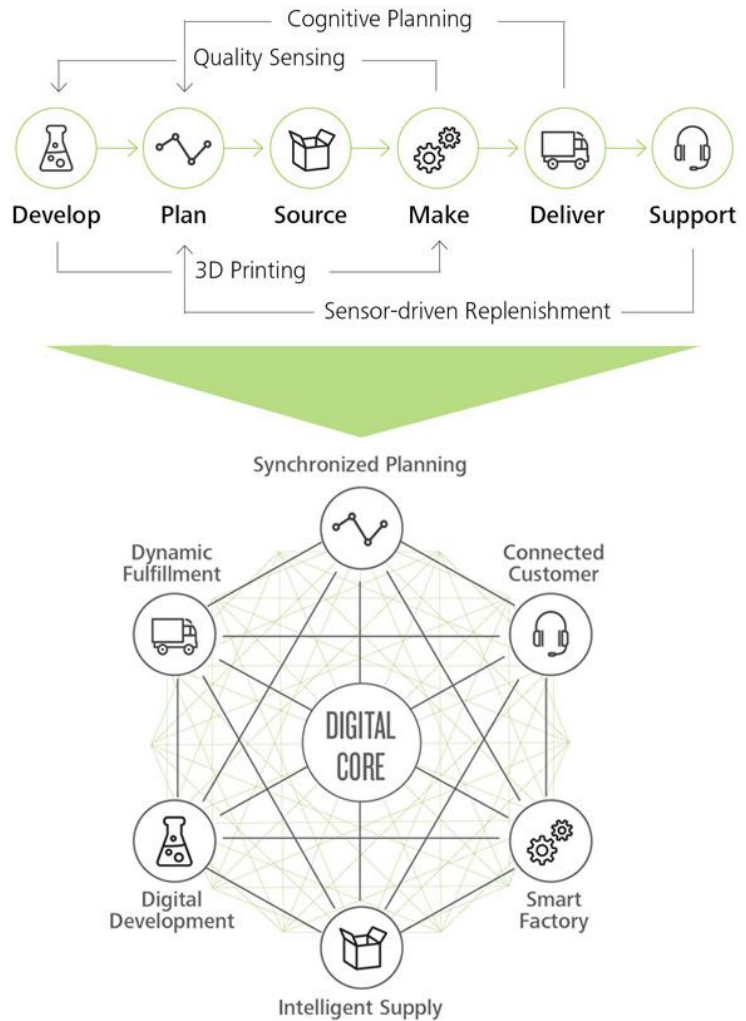 Cognitive Planning
Quality Sensing
Develop
Plan
Source
Make
Deliver
Support
3D Printing
Sensor-driven Replenishment
Synchronized Planning
Dynamic
Fulfillment
Connected
Customer
DIGITAL
CORE
Digital
Development
Smart
Factory
Intelligent Supply